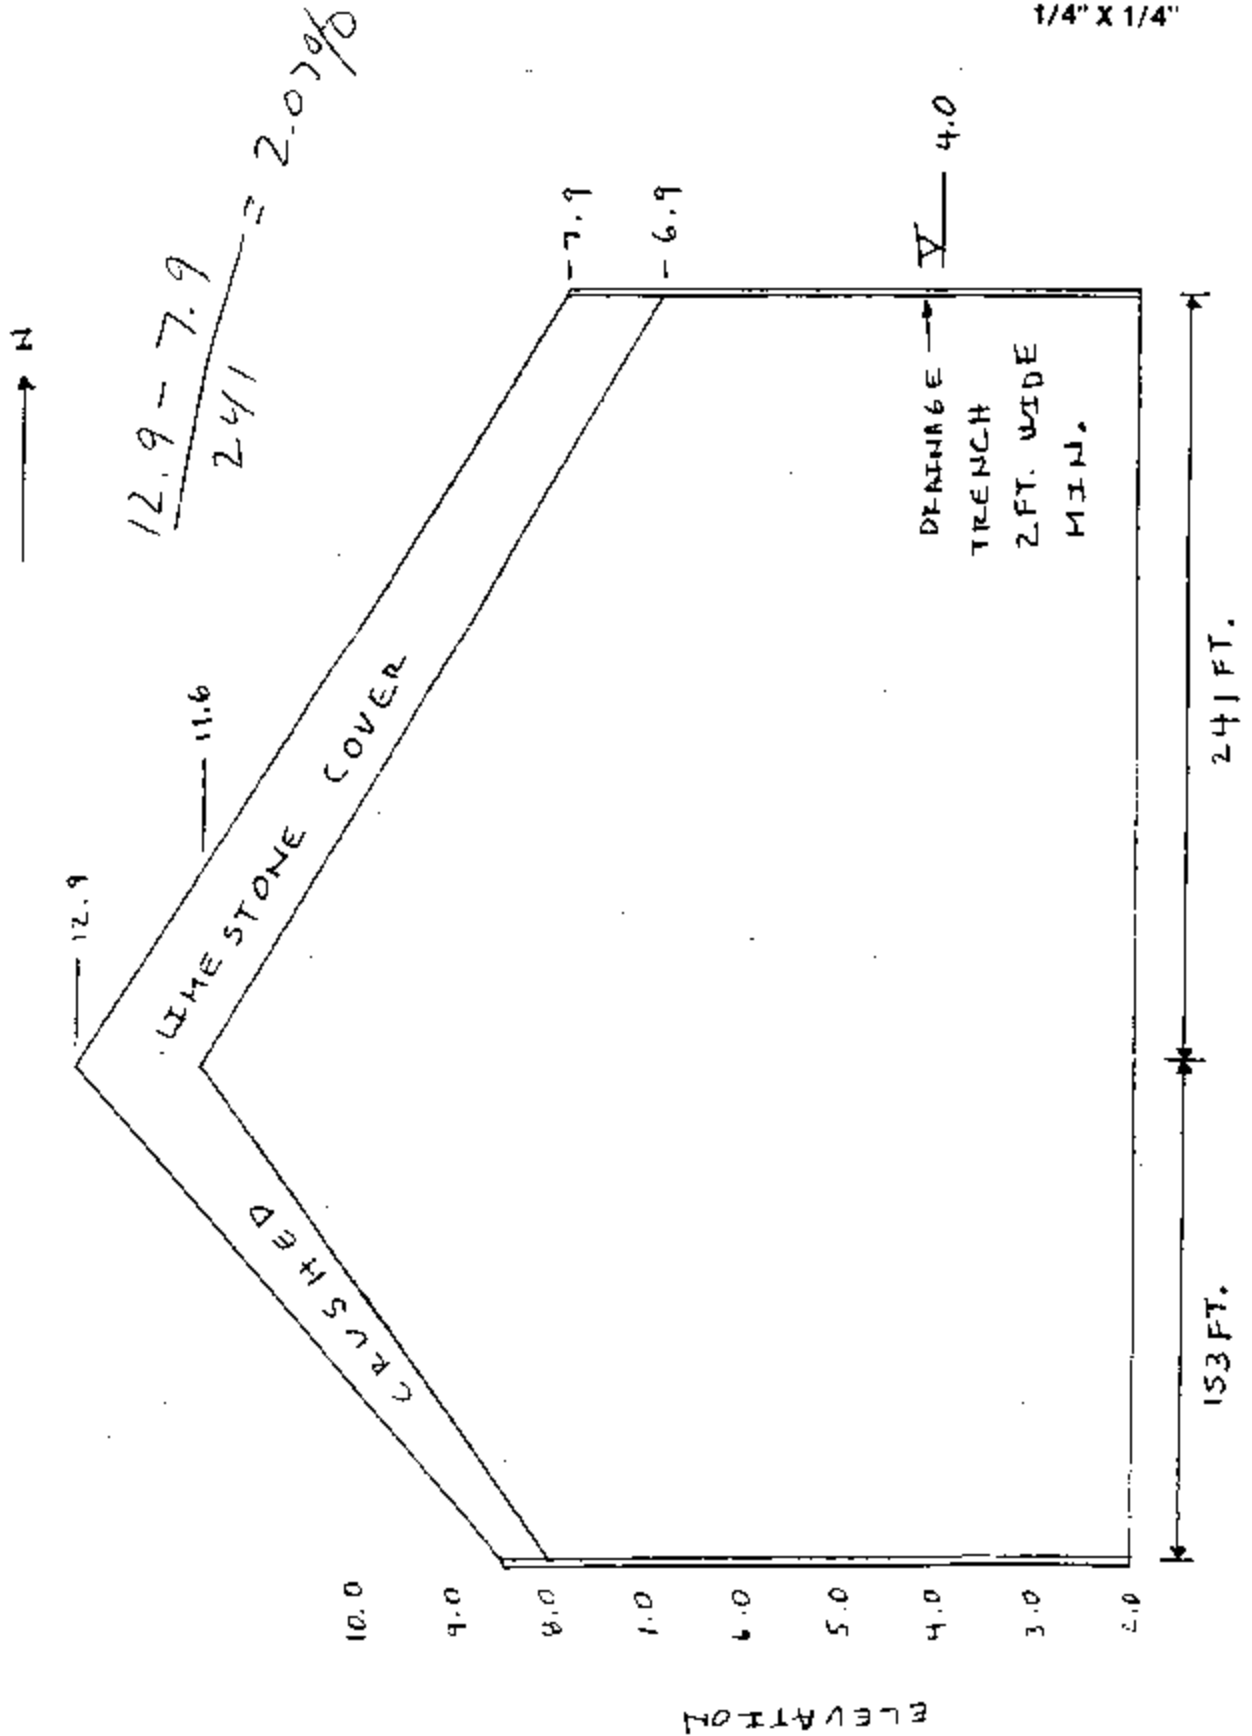 1/4" X 1/4"
N
12.9 - 7.9
241
= 2.07%
12.9
11.6
7.9
6.9
LIMESTONE COVER
CRUSHED
4.0
DRAINAGE
TRENCH
2 FT. WIDE
MIN.
10.0
9.0
8.0
7.0
6.0
5.0
4.0
3.0
2.0
ELEVATION
153 FT.
241 FT.